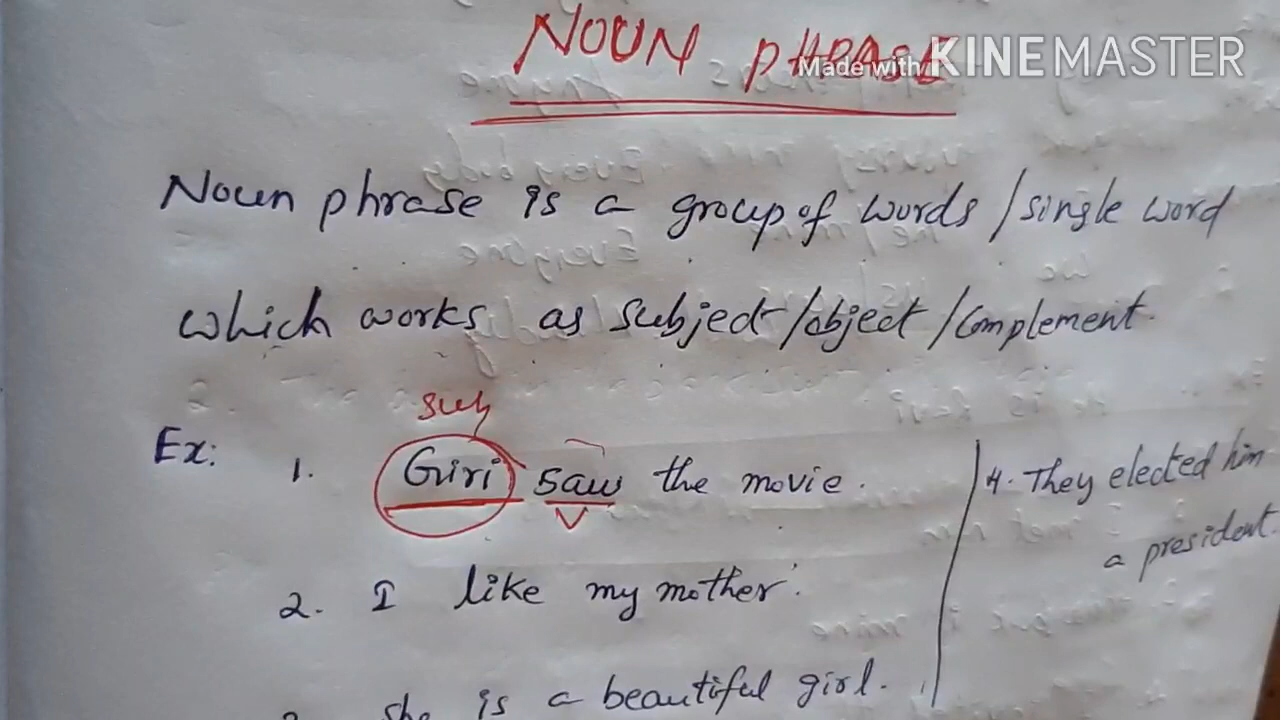 NOUN PHRASE
Made with KINEMASTER
Noun phrase is a group of words / single word
which works as subject / object / complement.
sub
Ex: 1. Giri saw the movie.
V
2. I like my mother.
3. she is a beautiful girl.
4. They elected him
a president.